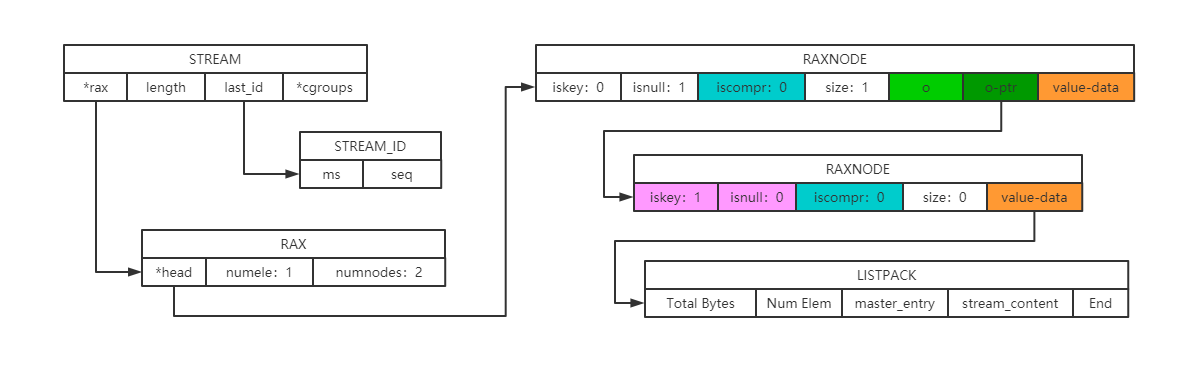 STREAM
*rax length last_id *cgroups
STREAM_ID
ms seq
RAX
*head numele: 1 numnodes: 2
RAXNODE
iskey: 0 isnull: 1 iscompr: 0 size: 1 o o-ptr value-data
RAXNODE
iskey: 1 isnull: 0 iscompr: 0 size: 0 value-data
LISTPACK
Total Bytes Num Elem master_entry stream_content End